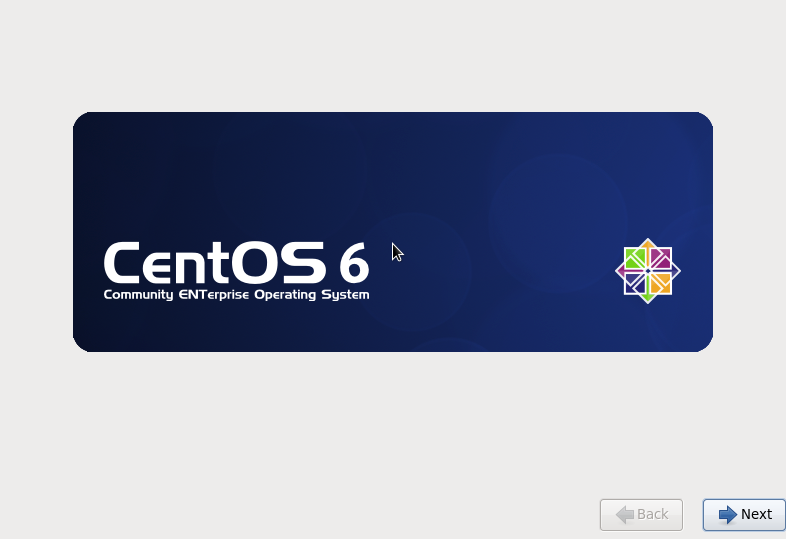 CentOS 6
Community ENTerprise Operating System
Back
Next